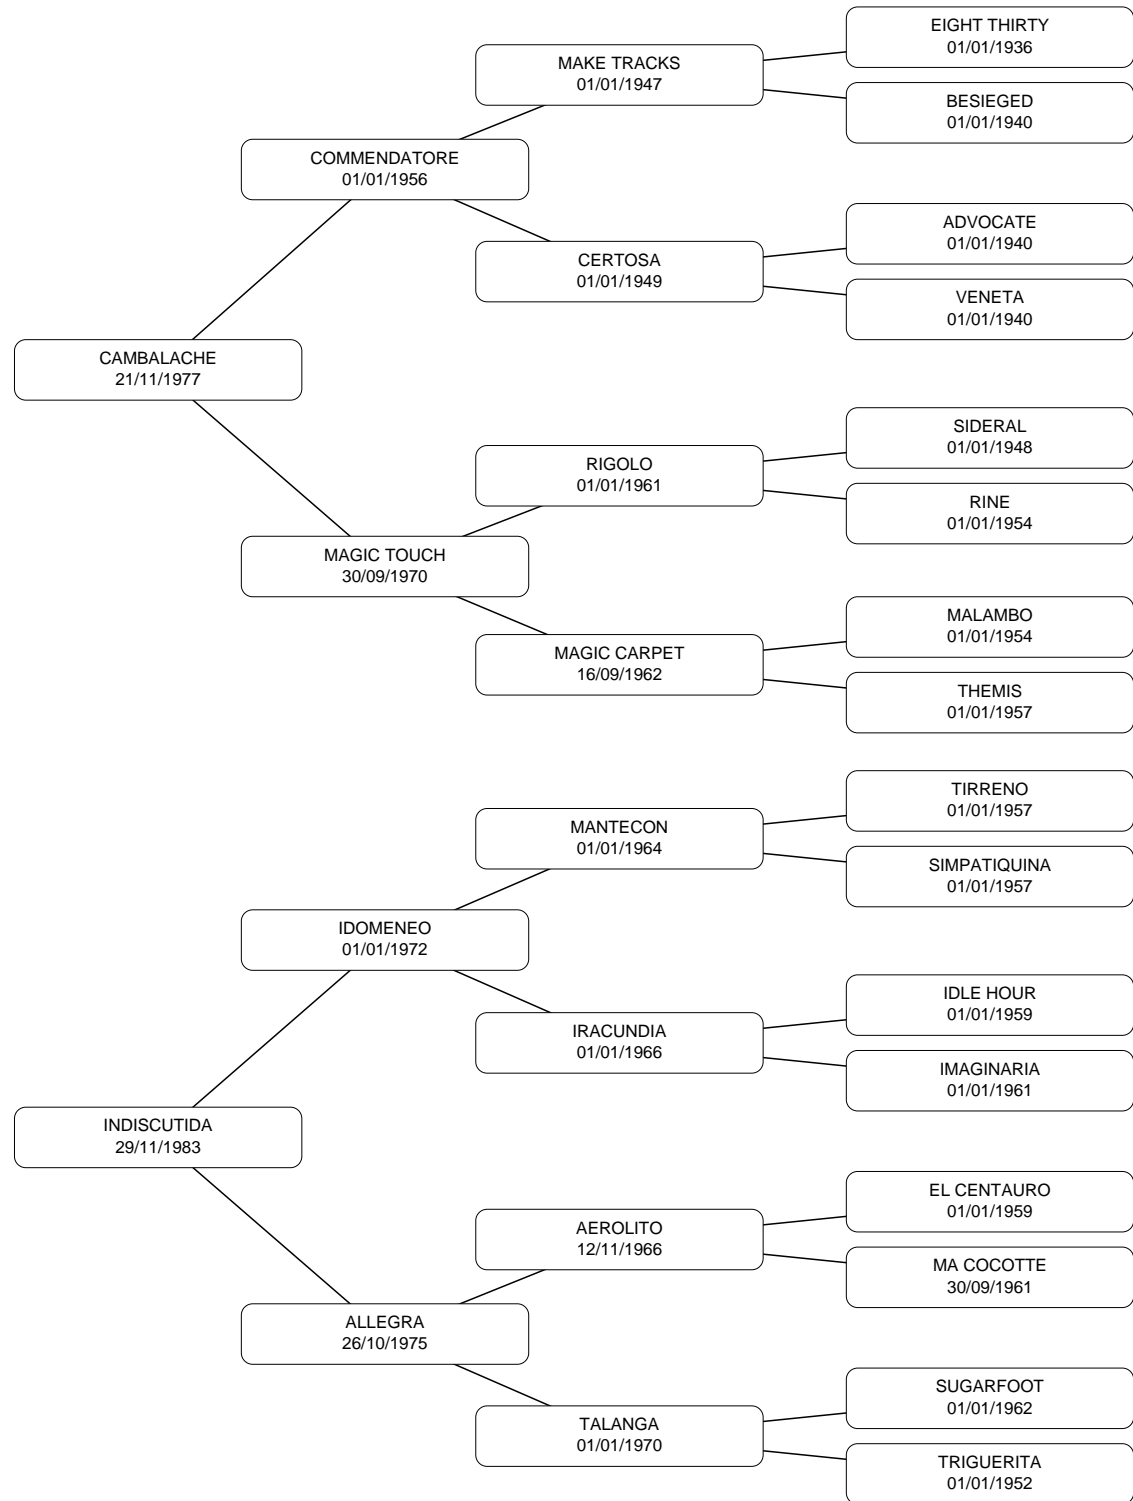 EIGHT THIRTY
01/01/1936
MAKE TRACKS
01/01/1947
BESIEGED
01/01/1940
COMMENDATORE
01/01/1956
ADVOCATE
01/01/1940
CERTOSA
01/01/1949
VENETA
01/01/1940
CAMBALACHE
21/11/1977
SIDERAL
01/01/1948
RIGOLO
01/01/1961
RINE
01/01/1954
MAGIC TOUCH
30/09/1970
MALAMBO
01/01/1954
MAGIC CARPET
16/09/1962
THEMIS
01/01/1957
TIRRENO
01/01/1957
MANTECON
01/01/1964
SIMPATIQUINA
01/01/1957
IDOMENEO
01/01/1972
IDLE HOUR
01/01/1959
IRACUNDIA
01/01/1966
IMAGINARIA
01/01/1961
INDISCUTIDA
29/11/1983
EL CENTAURO
01/01/1959
AEROLITO
12/11/1966
MA COCOTTE
30/09/1961
ALLEGRA
26/10/1975
SUGARFOOT
01/01/1962
TALANGA
01/01/1970
TRIGUERITA
01/01/1952